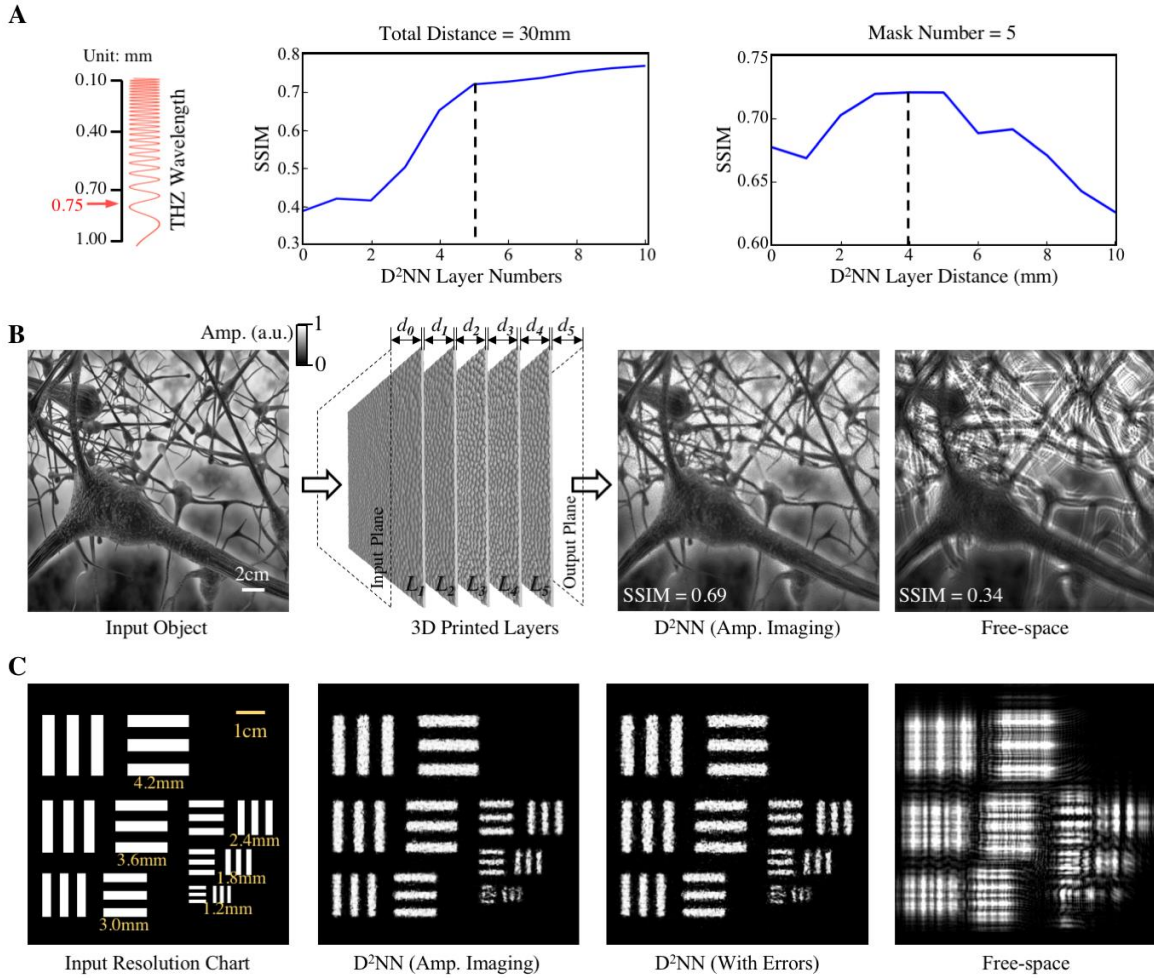 A
Unit: mm
0.10
0.40
0.70
0.75
1.00
THZ Wavelength
Total Distance = 30mm
SSIM
0.8
0.7
0.6
0.5
0.4
0.3
0 2 4 6 8 10
D²NN Layer Numbers
Mask Number = 5
SSIM
0.75
0.70
0.65
0.60
0 2 4 6 8 10
D²NN Layer Distance (mm)
B
Amp. (a.u.)
1
0
2cm
Input Object
d₀ d₁ d₂ d₃ d₄ d₅
Input Plane
L₁ L₂ L₃ L₄ L₅
Output Plane
3D Printed Layers
SSIM = 0.69
D²NN (Amp. Imaging)
SSIM = 0.34
Free-space
C
1cm
4.2mm
2.4mm
3.6mm
1.8mm
1.2mm
3.0mm
Input Resolution Chart
D²NN (Amp. Imaging)
D²NN (With Errors)
Free-space